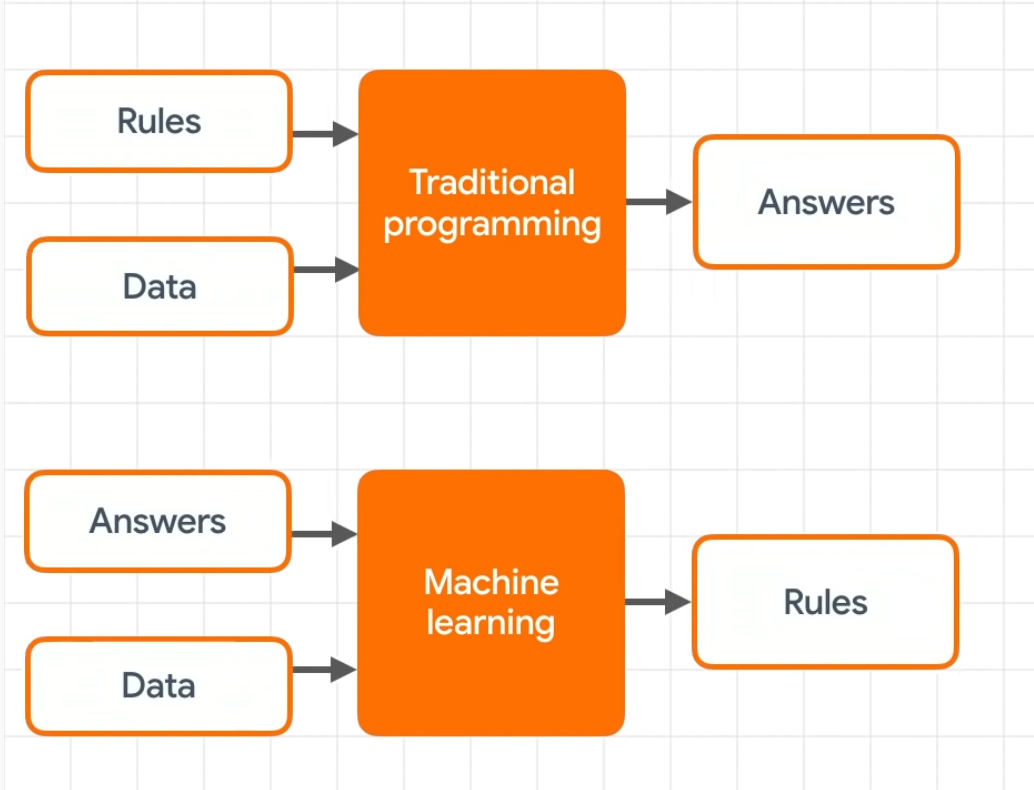 Rules
Data
Traditional
programming
Answers
Answers
Data
Machine
learning
Rules